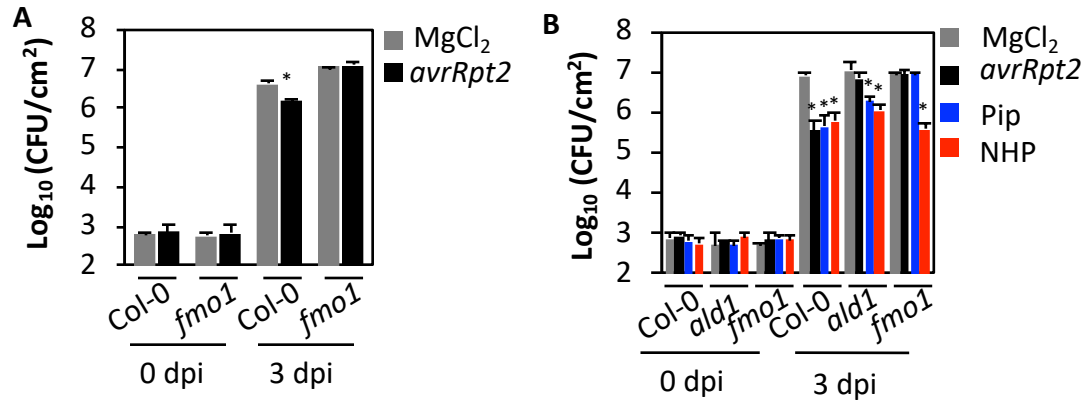 A
Log₁₀ (CFU/cm²)
8
7
6
5
4
3
2
*
MgCl₂
avrRpt2
Col-0
fmo1
Col-0
fmo1
0 dpi
3 dpi
B
Log₁₀ (CFU/cm²)
8
7
6
5
4
3
2
* * *
* *
*
MgCl₂
avrRpt2
Pip
NHP
Col-0
ald1
fmo1
Col-0
ald1
fmo1
0 dpi
3 dpi